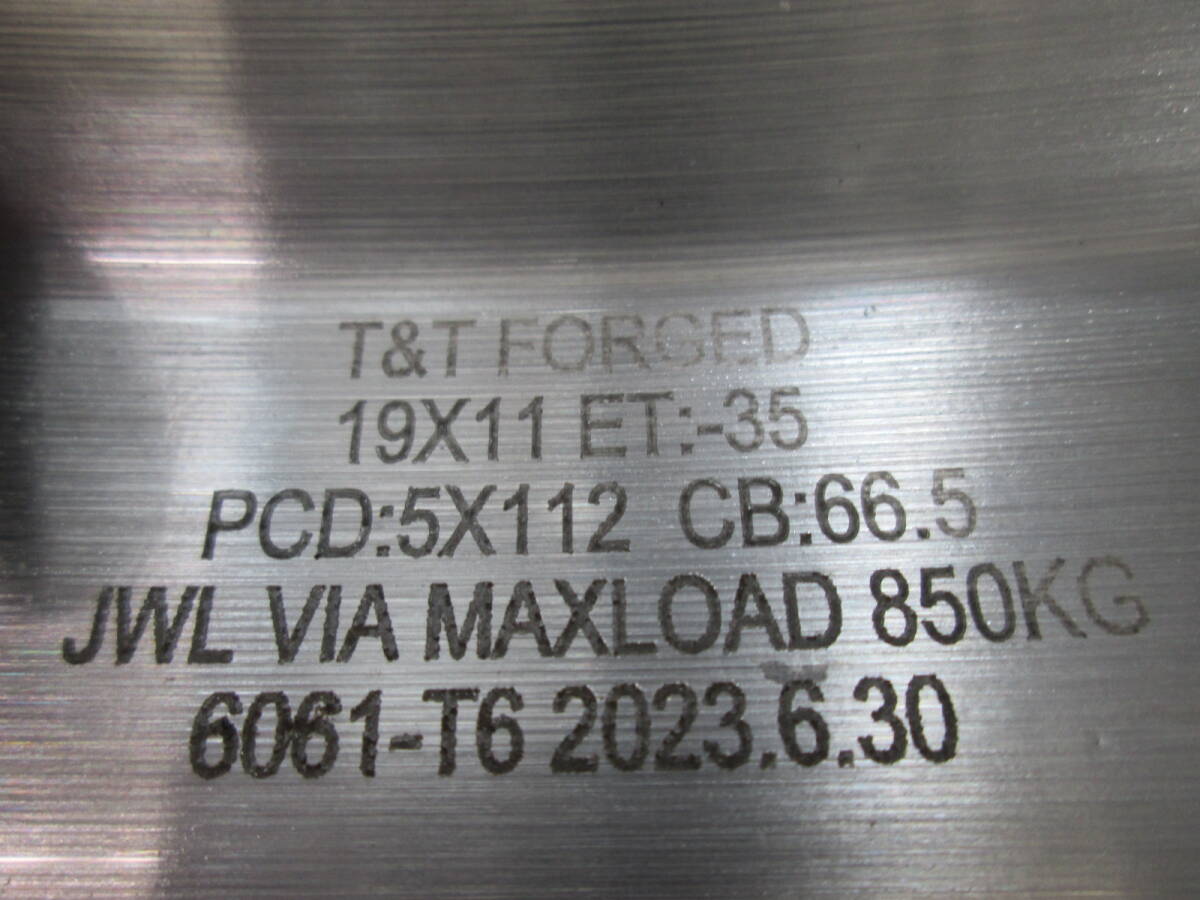 T&T FORGED
19X11 ET:-35
PCD:5X112 CB:66.5
JWL VIA MAXLOAD 850KG
6061-T6 2023.6.30